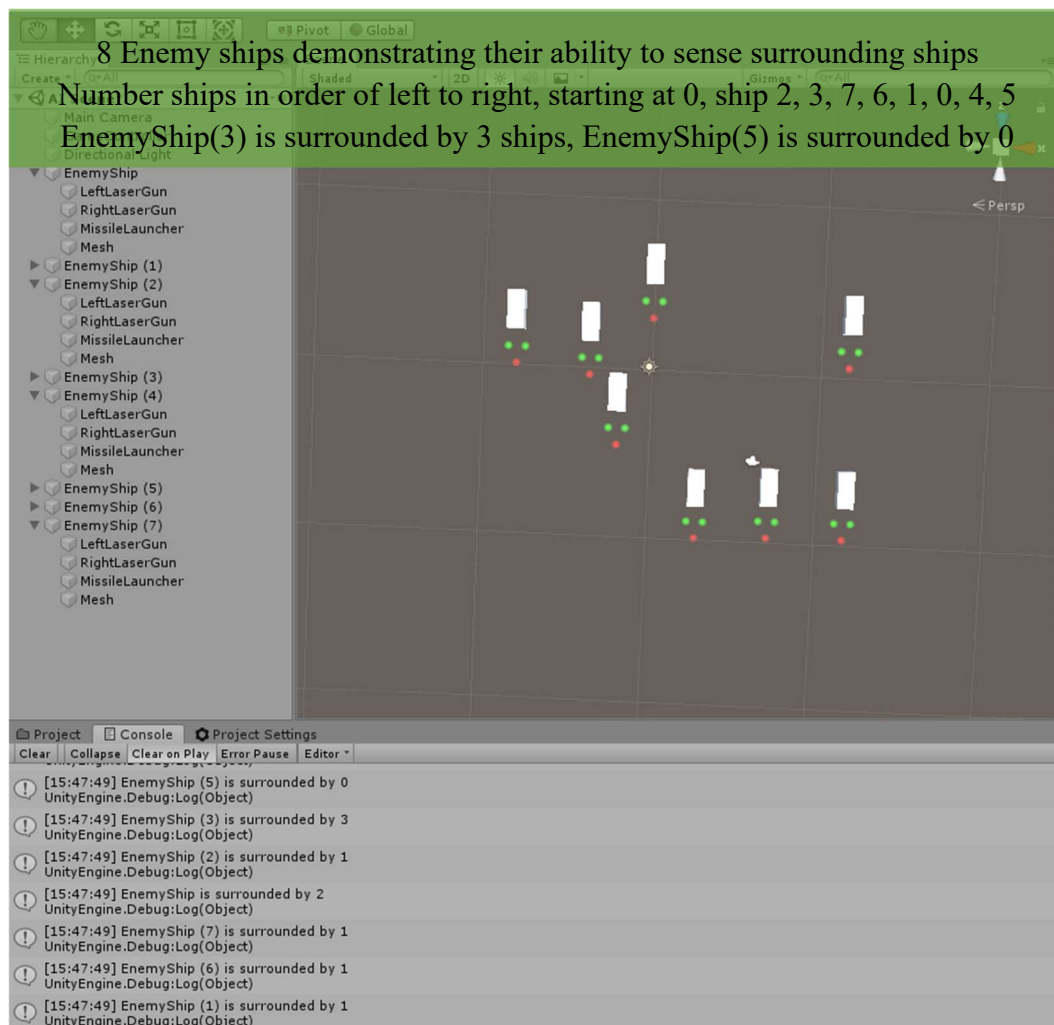 Pivot Global
8 Enemy ships demonstrating their ability to sense surrounding ships
Number ships in order of left to right, starting at 0, ship 2, 3, 7, 6, 1, 0, 4, 5
EnemyShip(3) is surrounded by 3 ships, EnemyShip(5) is surrounded by 0
Hierarchy
Create All
Shaded 2D Gizmos All
Main Camera
Directional Light
EnemyShip
LeftLaserGun
RightLaserGun
MissileLauncher
Mesh
EnemyShip (1)
EnemyShip (2)
LeftLaserGun
RightLaserGun
MissileLauncher
Mesh
EnemyShip (3)
EnemyShip (4)
LeftLaserGun
RightLaserGun
MissileLauncher
Mesh
EnemyShip (5)
EnemyShip (6)
EnemyShip (7)
LeftLaserGun
RightLaserGun
MissileLauncher
Mesh
x
Persp
Project Console Project Settings
Clear Collapse Clear on Play Error Pause Editor
[15:47:49] EnemyShip (5) is surrounded by 0
UnityEngine.Debug:Log(Object)
[15:47:49] EnemyShip (3) is surrounded by 3
UnityEngine.Debug:Log(Object)
[15:47:49] EnemyShip (2) is surrounded by 1
UnityEngine.Debug:Log(Object)
[15:47:49] EnemyShip is surrounded by 2
UnityEngine.Debug:Log(Object)
[15:47:49] EnemyShip (7) is surrounded by 1
UnityEngine.Debug:Log(Object)
[15:47:49] EnemyShip (6) is surrounded by 1
UnityEngine.Debug:Log(Object)
[15:47:49] EnemyShip (1) is surrounded by 1
UnityEngine.Debug:Log(Object)